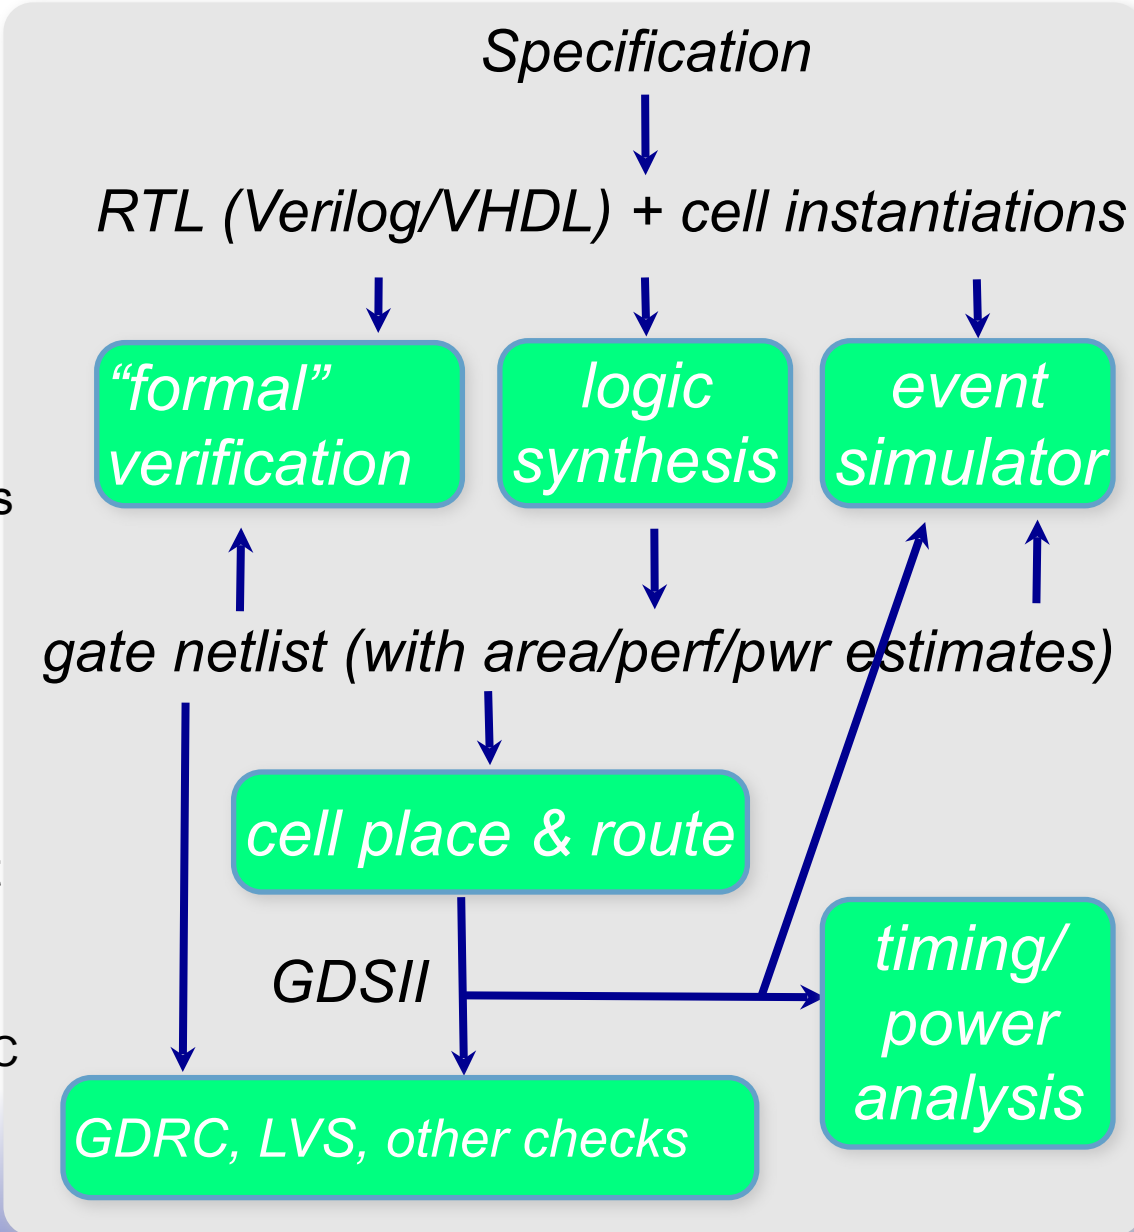 Specification
RTL (Verilog/VHDL) + cell instantiations
“formal”
verification
logic
synthesis
event
simulator
s
gate netlist (with area/perf/pwr estimates)
cell place & route
GDSII
timing/
power
analysis
C
GDRC, LVS, other checks